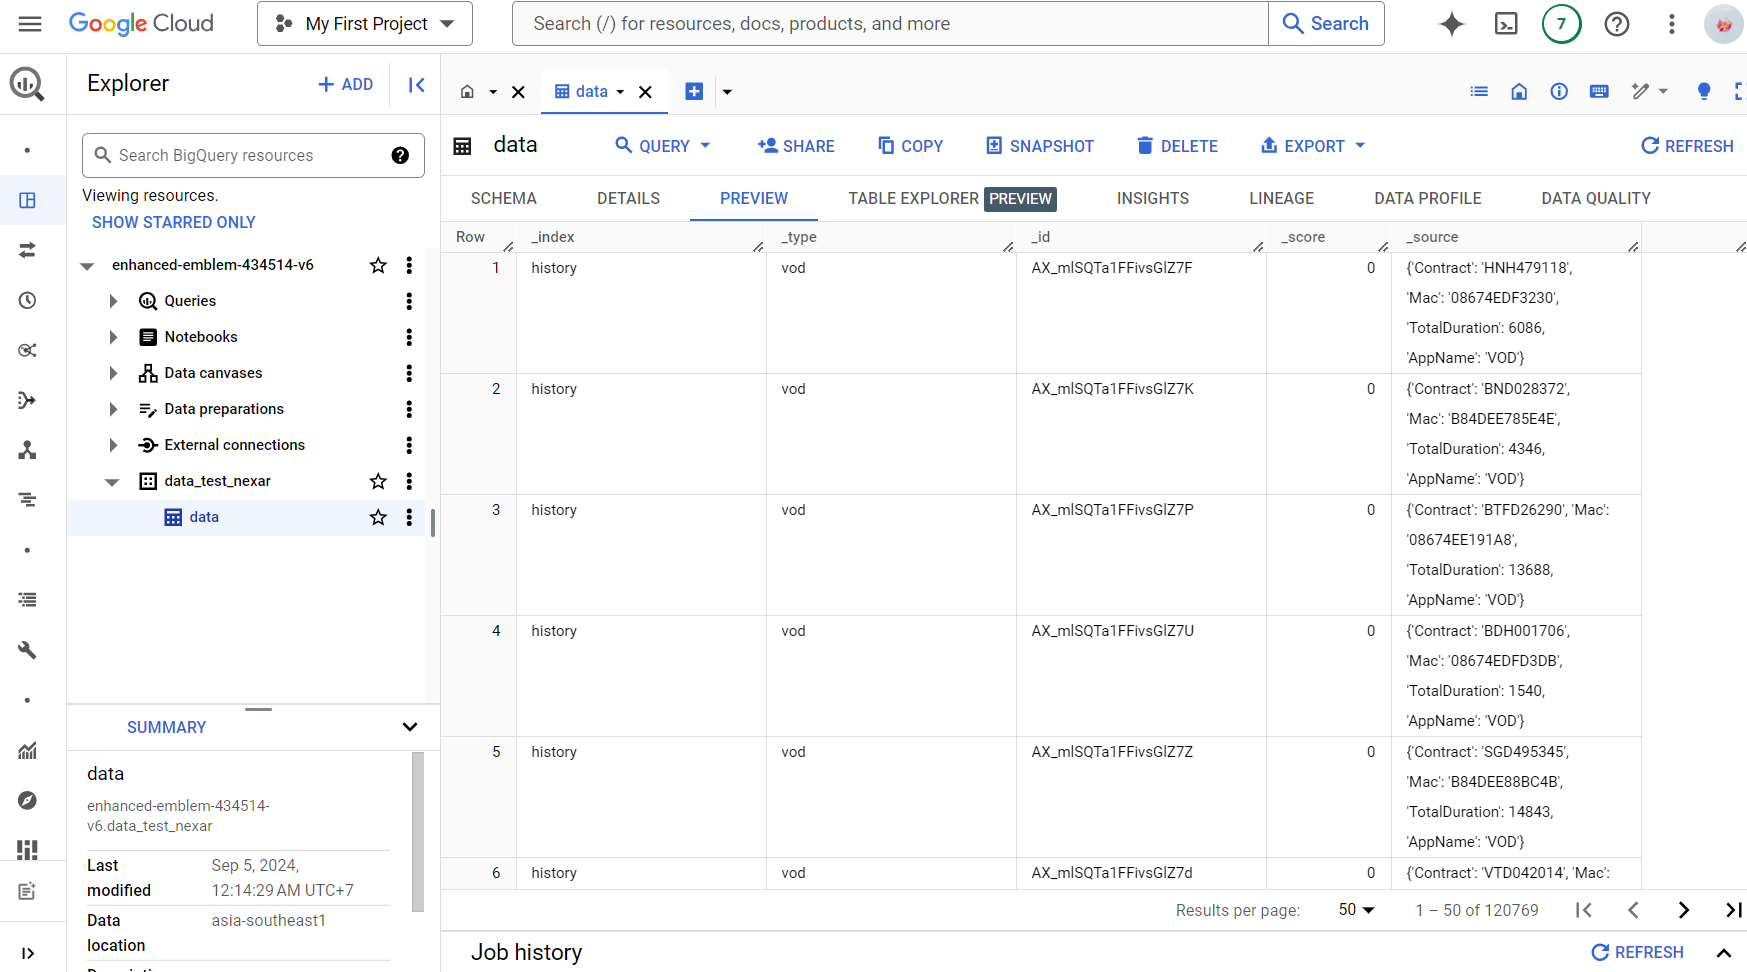 Google Cloud
My First Project
Search (/) for resources, docs, products, and more
Search
7
Explorer
+ ADD
data
Search BigQuery resources
Viewing resources.
SHOW STARRED ONLY
enhanced-emblem-434514-v6
Queries
Notebooks
Data canvases
Data preparations
External connections
data_test_nexar
data
SUMMARY
data
enhanced-emblem-434514-
v6.data_test_nexar
Last modified Sep 5, 2024, 12:14:29 AM UTC+7
Data location asia-southeast1
data
QUERY
SHARE
COPY
SNAPSHOT
DELETE
EXPORT
REFRESH
SCHEMA DETAILS PREVIEW TABLE EXPLORER PREVIEW INSIGHTS LINEAGE DATA PROFILE DATA QUALITY
Row _index _type _id _score _source
1 history vod AX_mlSQTa1FFivsGlZ7F 0 {'Contract': 'HNH479118',
'Mac': '08674EDF3230',
'TotalDuration': 6086,
'AppName': 'VOD'}
2 history vod AX_mlSQTa1FFivsGlZ7K 0 {'Contract': 'BND028372',
'Mac': 'B84DEE785E4E',
'TotalDuration': 4346,
'AppName': 'VOD'}
3 history vod AX_mlSQTa1FFivsGlZ7P 0 {'Contract': 'BTFD26290', 'Mac':
'08674EE191A8',
'TotalDuration': 13688,
'AppName': 'VOD'}
4 history vod AX_mlSQTa1FFivsGlZ7U 0 {'Contract': 'BDH001706',
'Mac': '08674EDFD3DB',
'TotalDuration': 1540,
'AppName': 'VOD'}
5 history vod AX_mlSQTa1FFivsGlZ7Z 0 {'Contract': 'SGD495345',
'Mac': 'B84DEE88BC4B',
'TotalDuration': 14843,
'AppName': 'VOD'}
6 history vod AX_mlSQTa1FFivsGlZ7d 0 {'Contract': 'VTD042014', 'Mac':
Results per page: 50 1 – 50 of 120769
Job history
REFRESH